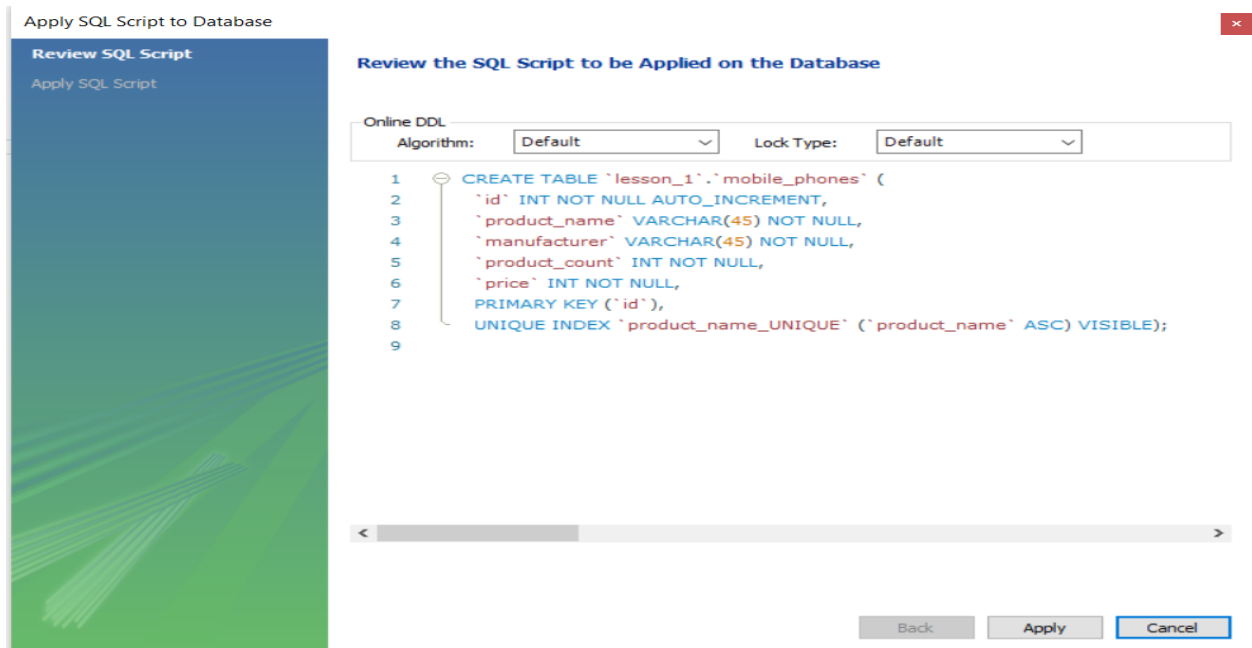 Apply SQL Script to Database
Review SQL Script
Apply SQL Script
Review the SQL Script to be Applied on the Database
Online DDL
Algorithm: Default Lock Type: Default
1 CREATE TABLE `lesson_1`.`mobile_phones` (
2 `id` INT NOT NULL AUTO_INCREMENT,
3 `product_name` VARCHAR(45) NOT NULL,
4 `manufacturer` VARCHAR(45) NOT NULL,
5 `product_count` INT NOT NULL,
6 `price` INT NOT NULL,
7 PRIMARY KEY (`id`),
8 UNIQUE INDEX `product_name_UNIQUE` (`product_name` ASC) VISIBLE);
9
Back Apply Cancel